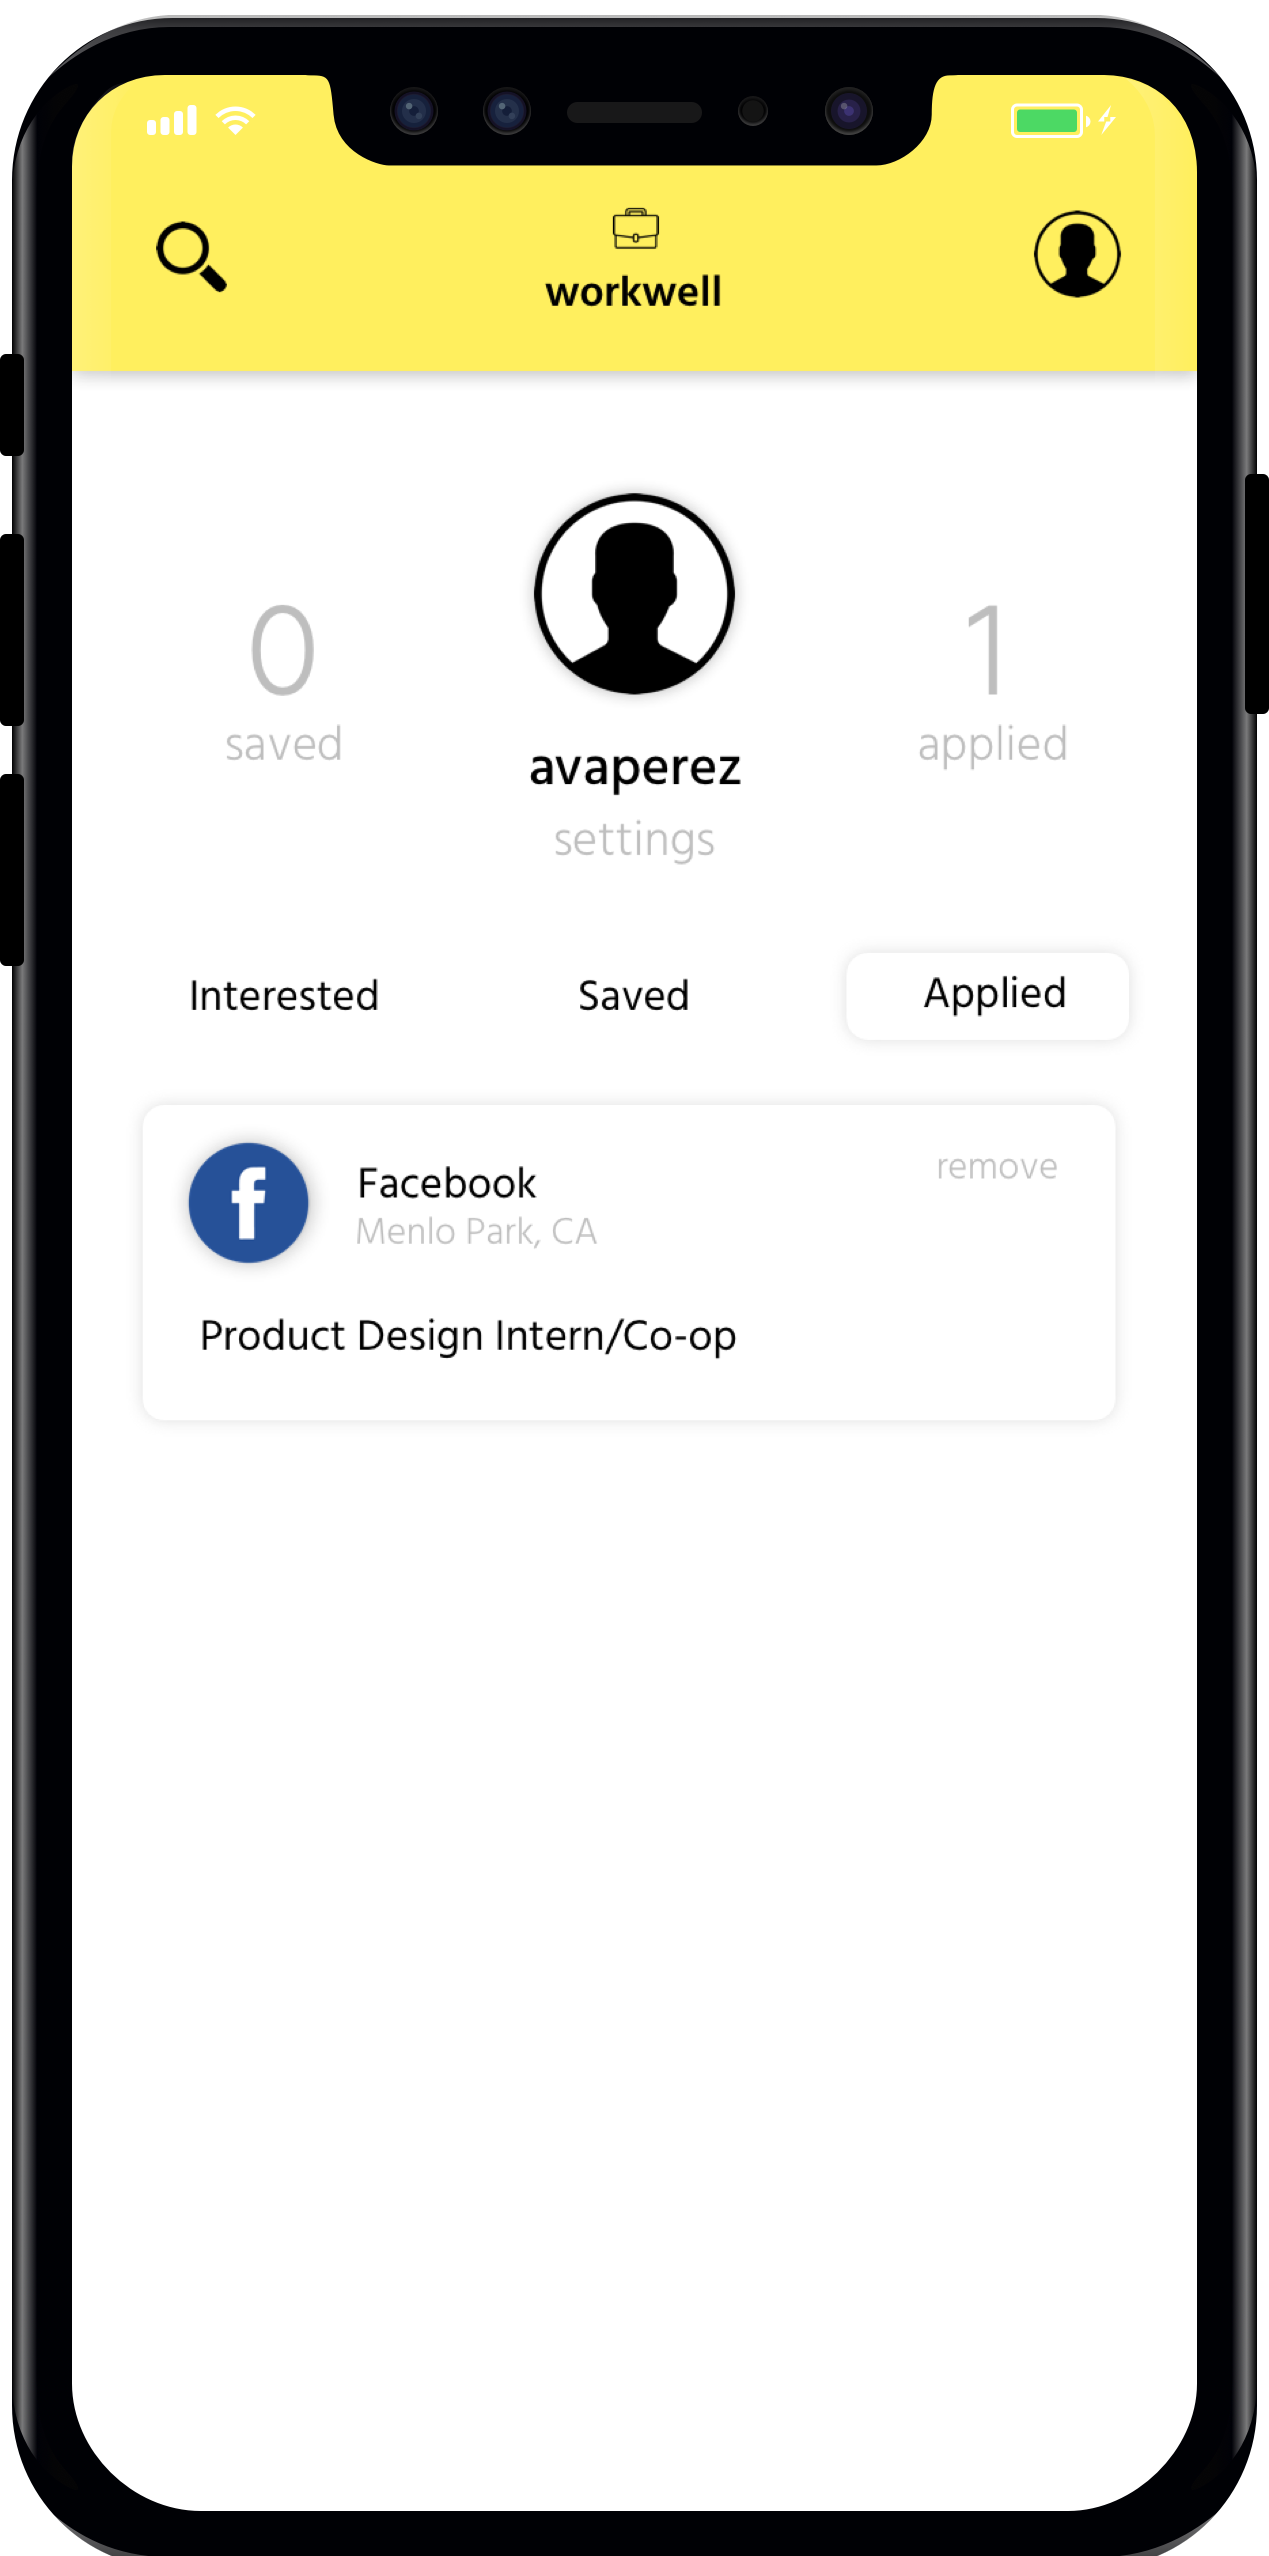 workwell
0
saved
avaperez
settings
1
applied
Interested
Saved
Applied
Facebook
Menlo Park, CA
remove
Product Design Intern/Co-op